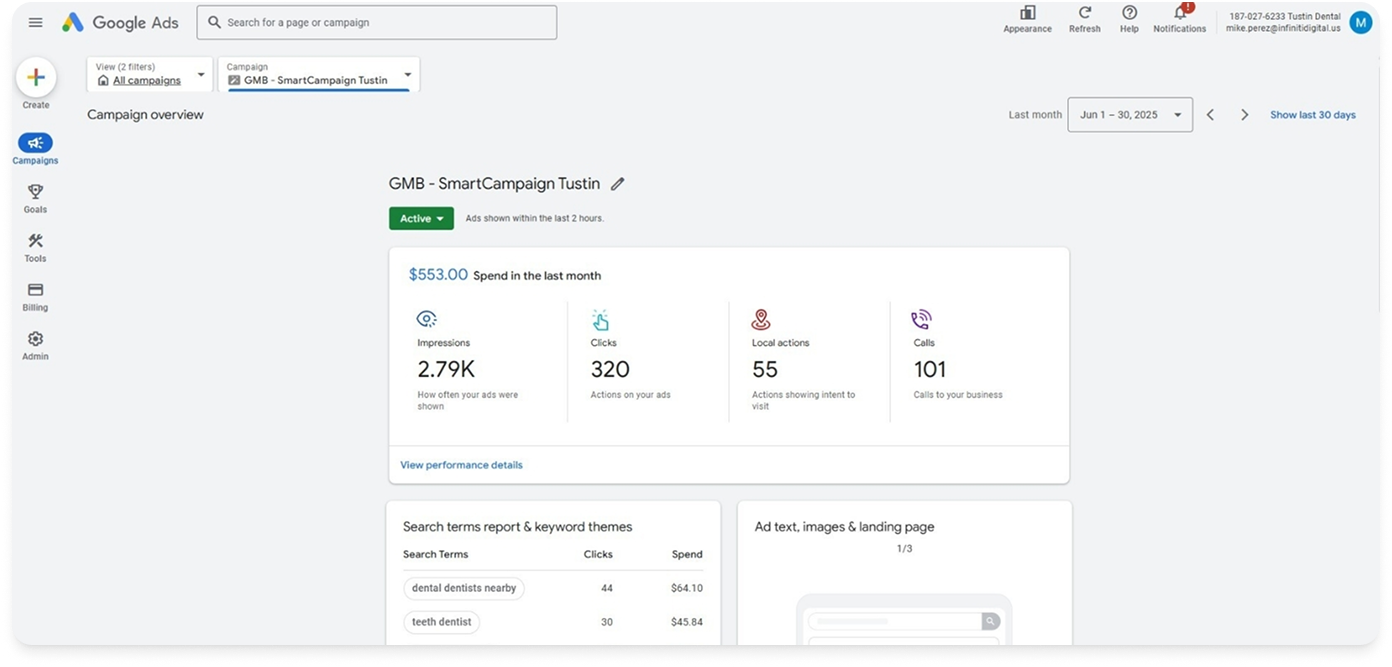 Google Ads
Search for a page or campaign
Appearance
Refresh
Help
!
Notifications
187-027-6233 Tustin Dental
mike.perez@infinitidigital.us
M
Create
Campaigns
Goals
Tools
Billing
Admin
View (2 filters)
All campaigns
Campaign
GMB - SmartCampaign Tustin
Campaign overview
Last month
Jun 1 – 30, 2025
Show last 30 days
GMB - SmartCampaign Tustin
Active
Ads shown within the last 2 hours.
$553.00 Spend in the last month
Impressions
2.79K
How often your ads were
shown
Clicks
320
Actions on your ads
Local actions
55
Actions showing intent to
visit
Calls
101
Calls to your business
View performance details
Search terms report & keyword themes
Search Terms Clicks Spend
dental dentists nearby 44 $64.10
teeth dentist 30 $45.84
Ad text, images & landing page
1/3